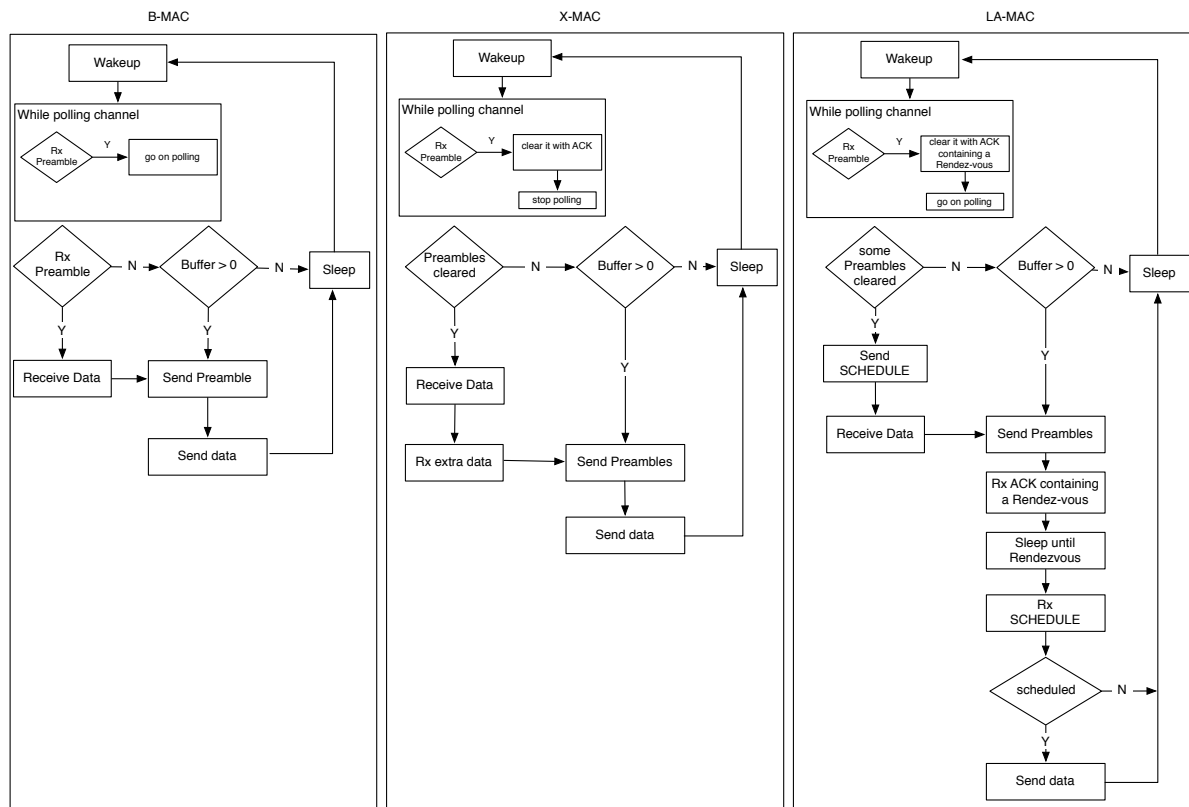 B-MAC
Wakeup
While polling channel
Rx
Preamble
Y
go on polling
Rx
Preamble
N
Buffer > 0
N
Sleep
Y
Y
Receive Data
Send Preamble
Send data
X-MAC
Wakeup
While polling channel
Rx
Preamble
Y
clear it with ACK
stop polling
Preambles
cleared
N
Buffer > 0
N
Sleep
Y
Y
Receive Data
Rx extra data
Send Preambles
Send data
LA-MAC
Wakeup
While polling channel
Rx
Preamble
Y
clear it with ACK
containing a
Rendez-vous
go on polling
some
Preambles
cleared
N
Buffer > 0
N
Sleep
Y
Y
Send
SCHEDULE
Receive Data
Send Preambles
Rx ACK containing
a Rendez-vous
Sleep until
Rendezvous
Rx
SCHEDULE
scheduled
N
Y
Send data